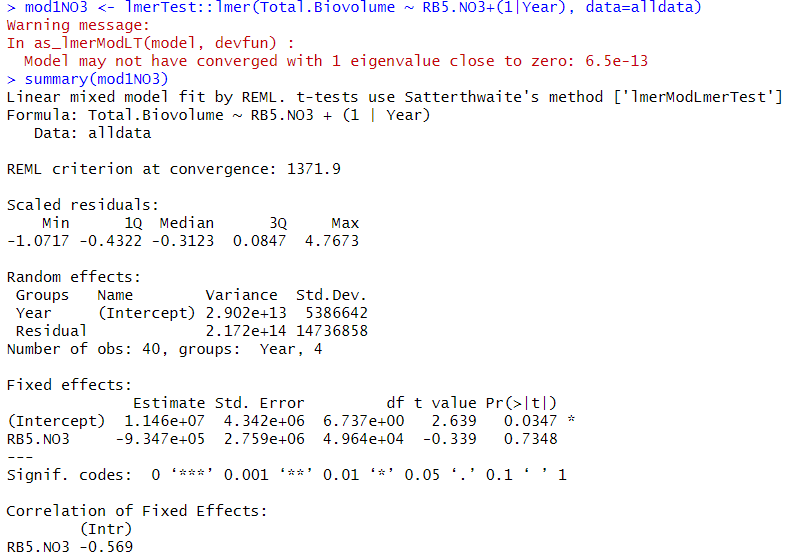 > mod1NO3 <- lmerTest::lmer(Total.Biovolume ~ RB5.NO3+(1|Year), data=alldata)
Warning message:
In as_lmerModLT(model, devfun) :
  Model may not have converged with 1 eigenvalue close to zero: 6.5e-13
> summary(mod1NO3)
Linear mixed model fit by REML. t-tests use Satterthwaite's method ['lmerModLmerTest']
Formula: Total.Biovolume ~ RB5.NO3 + (1 | Year)
   Data: alldata
REML criterion at convergence: 1371.9
Scaled residuals:
    Min      1Q  Median      3Q     Max
-1.0717 -0.4322 -0.3123  0.0847  4.7673
Random effects:
 Groups   Name        Variance  Std.Dev.
 Year     (Intercept) 2.902e+13  5386642
 Residual             2.172e+14 14736858
Number of obs: 40, groups:  Year, 4
Fixed effects:
              Estimate Std. Error         df t value Pr(>|t|)
(Intercept)  1.146e+07  4.342e+06  6.737e+00   2.639   0.0347 *
RB5.NO3     -9.347e+05  2.759e+06  4.964e+04  -0.339   0.7348
---
Signif. codes:  0 ‘***’ 0.001 ‘**’ 0.01 ‘*’ 0.05 ‘.’ 0.1 ‘ ’ 1
Correlation of Fixed Effects:
        (Intr)
RB5.NO3 -0.569